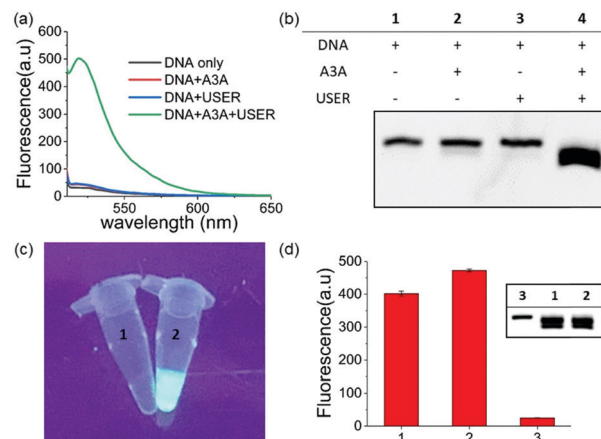 (a)
Fluorescence(a.u)
500
400
300
200
100
0
DNA only
DNA+A3A
DNA+USER
DNA+A3A+USER
550 600 650
wavelength (nm)
(b)
1 2 3 4
DNA + + + +
A3A - + - +
USER - - + +
(c)
1 2
(d)
Fluorescence(a.u)
500
400
300
200
100
0
3 1 2
1 2 3